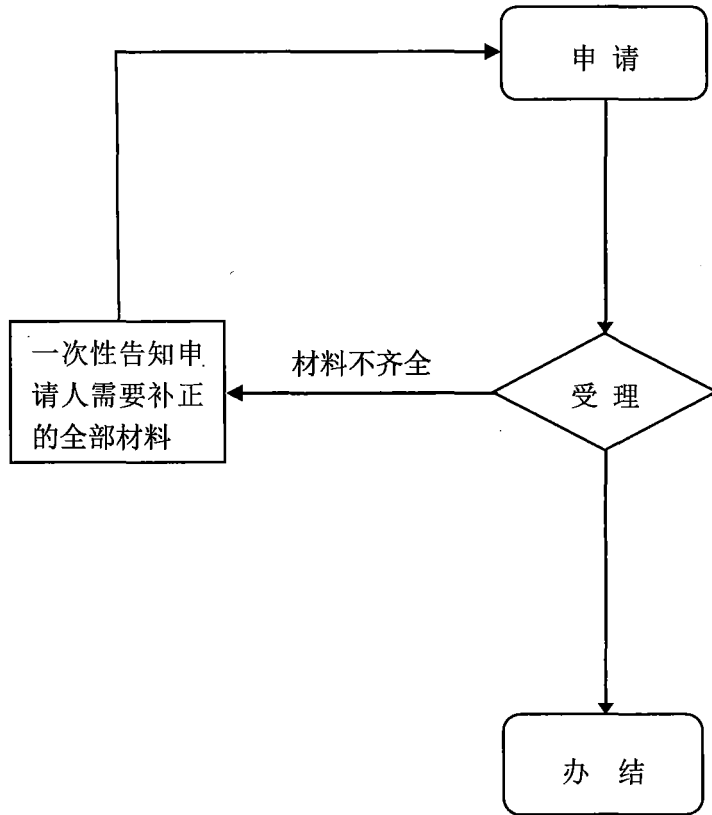 申请
材料不齐全
受理
一次性告知申
请人需要补正
的全部材料
办结